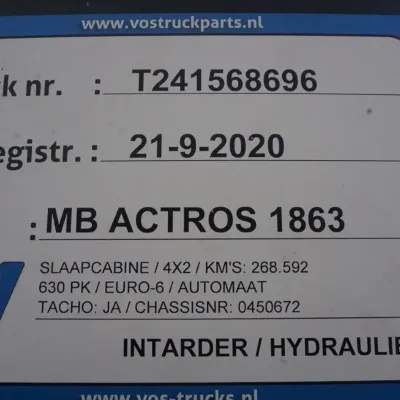 www.vostruckparts.nl
k nr. : T241568696
egistr. : 21-9-2020
: MB ACTROS 1863
SLAAPCABINE / 4X2 / KM'S: 268.592
630 PK / EURO-6 / AUTOMAAT
TACHO: JA / CHASSISNR: 0450672
INTARDER / HYDRAULIE
www.vos-trucks.nl